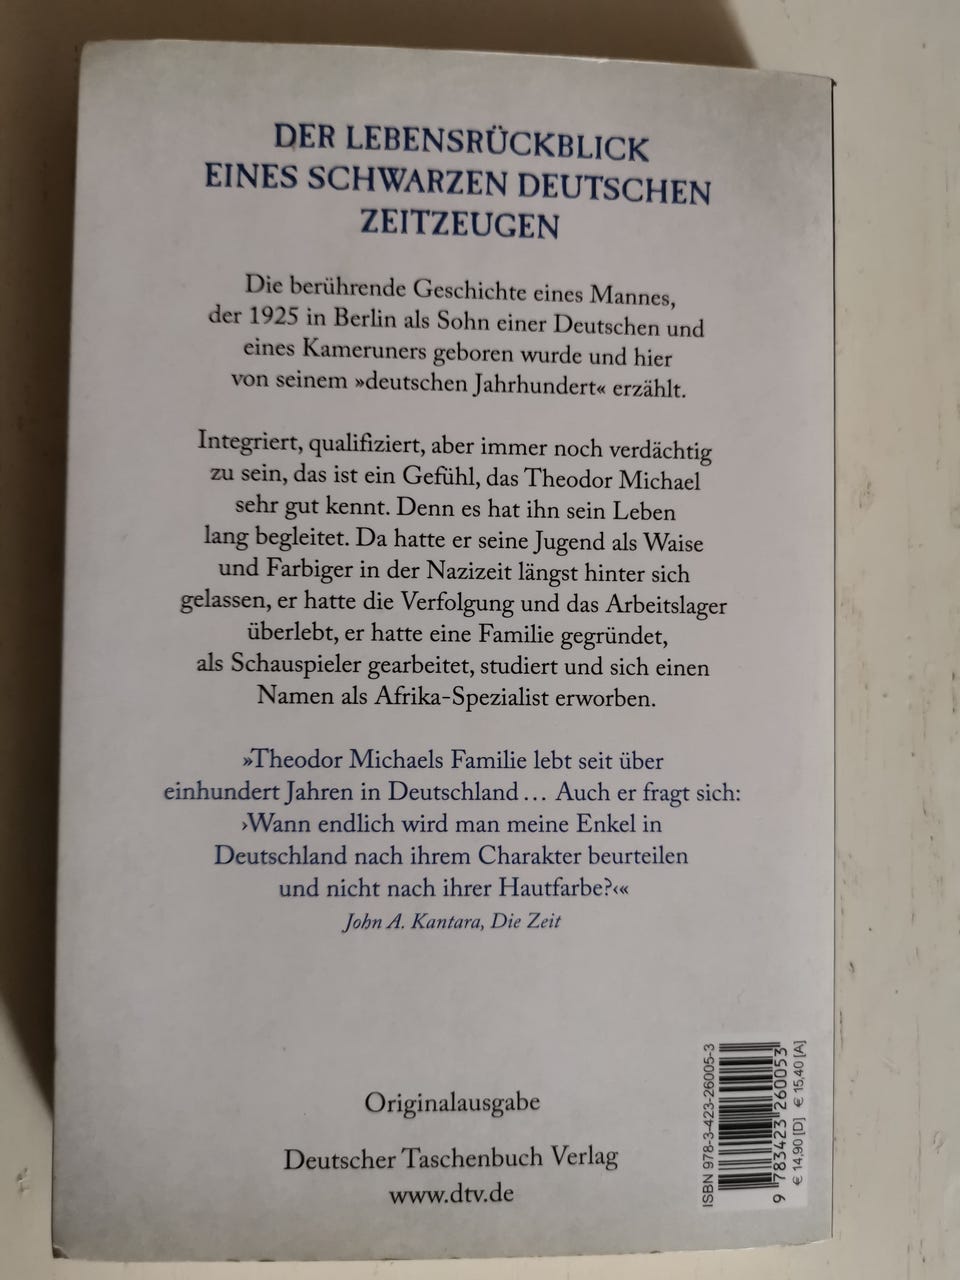 DER LEBENSRÜCKBLICK
EINES SCHWARZEN DEUTSCHEN
ZEITZEUGEN
Die berührende Geschichte eines Mannes,
der 1925 in Berlin als Sohn einer Deutschen und
eines Kameruners geboren wurde und hier
von seinem »deutschen Jahrhundert« erzählt.
Integriert, qualifiziert, aber immer noch verdächtig
zu sein, das ist ein Gefühl, das Theodor Michael
sehr gut kennt. Denn es hat ihn sein Leben
lang begleitet. Da hatte er seine Jugend als Waise
und Farbiger in der Nazizeit längst hinter sich
gelassen, er hatte die Verfolgung und das Arbeitslager
überlebt, er hatte eine Familie gegründet,
als Schauspieler gearbeitet, studiert und sich einen
Namen als Afrika-Spezialist erworben.
»Theodor Michaels Familie lebt seit über
einhundert Jahren in Deutschland ... Auch er fragt sich:
›Wann endlich wird man meine Enkel in
Deutschland nach ihrem Charakter beurteilen
und nicht nach ihrer Hautfarbe?‹«
John A. Kantara, Die Zeit
Originalausgabe
Deutscher Taschenbuch Verlag
www.dtv.de
ISBN 978-3-423-26005-3
9 783423 260053
€ 14,90 [D] € 15,40 [A]